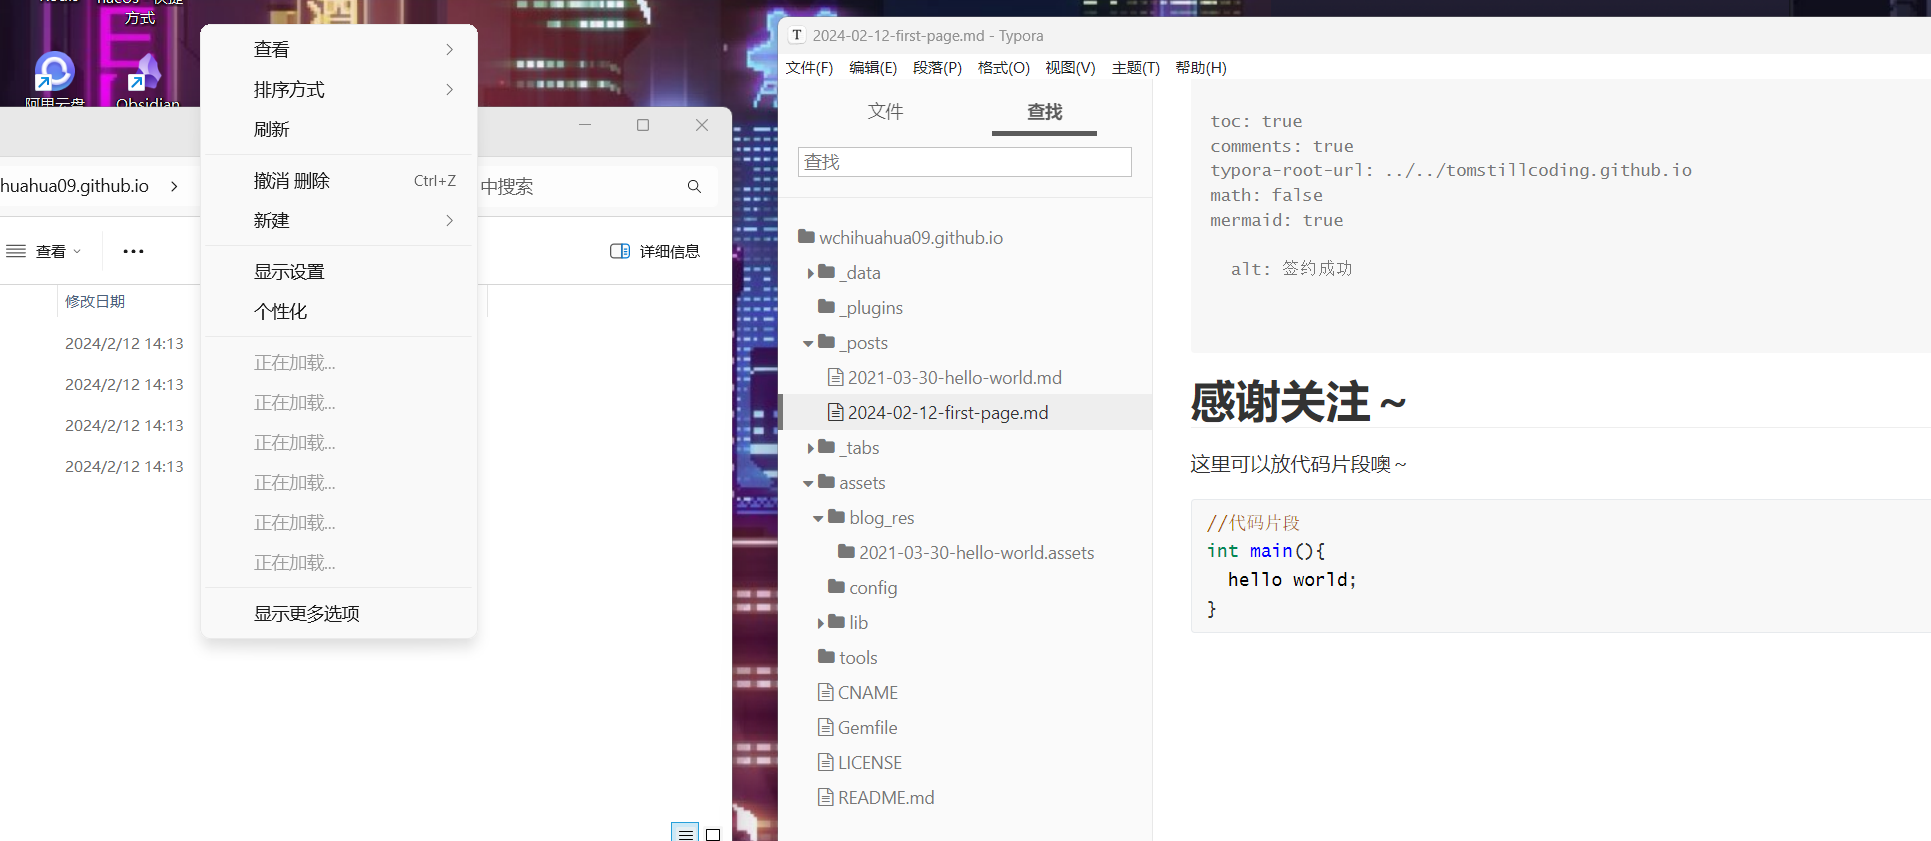 方式
阿里云盘
Obsidian
查看
排序方式
刷新
撤消 删除
Ctrl+Z
新建
显示设置
个性化
正在加载...
正在加载...
正在加载...
正在加载...
正在加载...
正在加载...
显示更多选项
huahua09.github.io
中搜索
查看
详细信息
修改日期
2024/2/12 14:13
2024/2/12 14:13
2024/2/12 14:13
2024/2/12 14:13
T 2024-02-12-first-page.md - Typora
文件(F) 编辑(E) 段落(P) 格式(O) 视图(V) 主题(T) 帮助(H)
文件 查找
查找
wchihuahua09.github.io
_data
_plugins
_posts
2021-03-30-hello-world.md
2024-02-12-first-page.md
_tabs
assets
blog_res
2021-03-30-hello-world.assets
config
lib
tools
CNAME
Gemfile
LICENSE
README.md
toc: true
comments: true
typora-root-url: ../../tomstillcoding.github.io
math: false
mermaid: true
alt: 签约成功
感谢关注～
这里可以放代码片段噢～
//代码片段
int main(){
hello world;
}